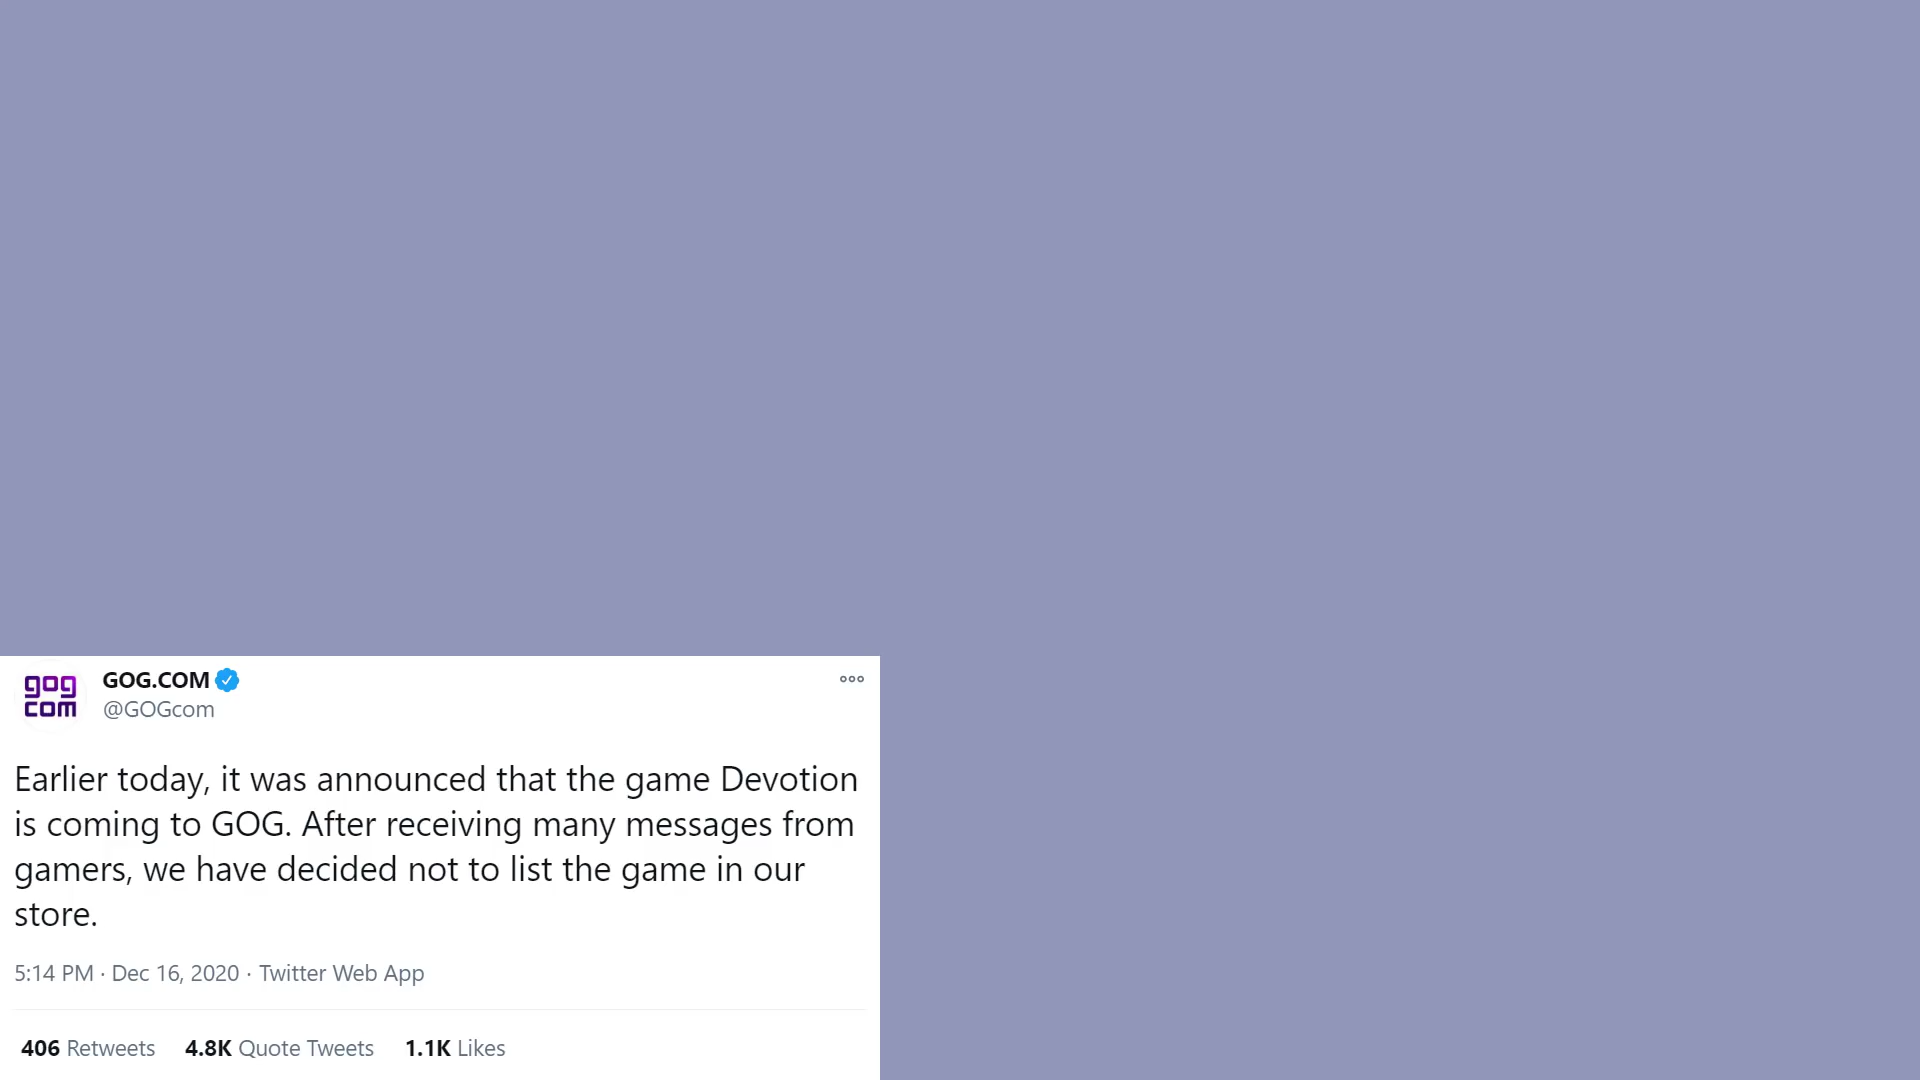 gog
com
GOG.COM
@GOGcom
Earlier today, it was announced that the game Devotion
is coming to GOG. After receiving many messages from
gamers, we have decided not to list the game in our
store.
5:14 PM · Dec 16, 2020 · Twitter Web App
406 Retweets 4.8K Quote Tweets 1.1K Likes